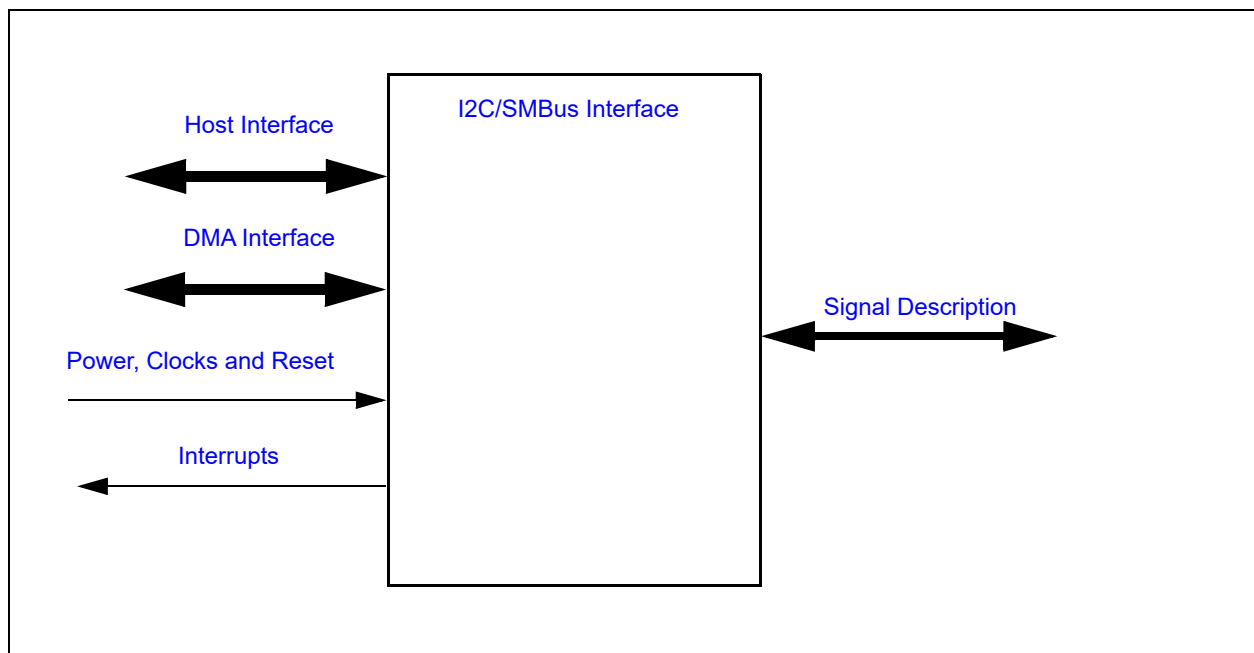 I2C/SMBus Interface
Host Interface
DMA Interface
Signal Description
Power, Clocks and Reset
Interrupts